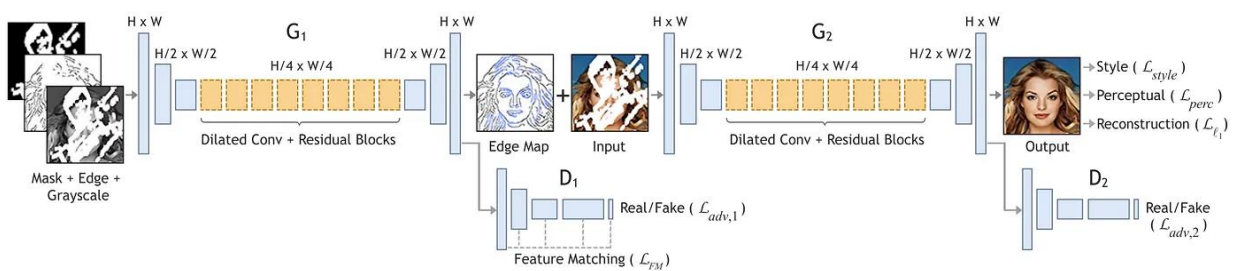 H x W
G₁
H x W
H x W
G₂
H x W
H/2 x W/2
H/4 x W/4
H/2 x W/2
H/2 x W/2
H/4 x W/4
H/2 x W/2
Style ( ℒstyle)
Perceptual ( ℒperc )
Reconstruction ( ℒℓ₁)
Dilated Conv + Residual Blocks
Edge Map
+
Input
Dilated Conv + Residual Blocks
Output
Mask + Edge +
Grayscale
D₁
Real/Fake ( ℒadv,1)
Feature Matching ( ℒFM)
D₂
Real/Fake
( ℒadv,2)